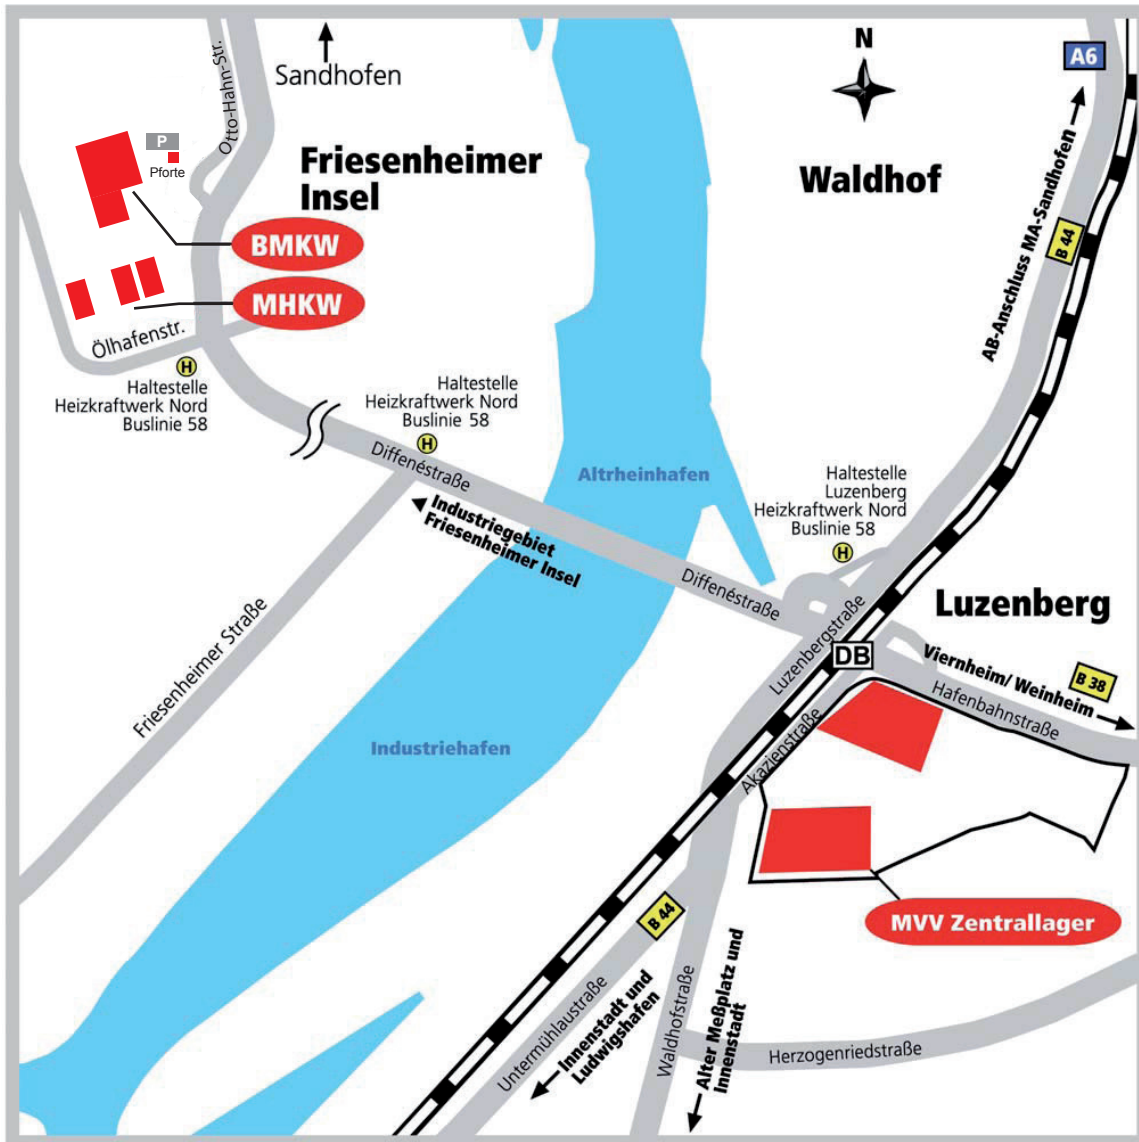 Sandhofen
Otto-Hahn-Str.
P
Pforte
Friesenheimer
Insel
BMKW
MHKW
Ölhafenstr.
H
Haltestelle
Heizkraftwerk Nord
Buslinie 58
Haltestelle
Heizkraftwerk Nord
Buslinie 58
H
Diffenéstraße
Industriegebiet
Friesenheimer Insel
Friesenheimer Straße
Altrheinhafen
Industriehafen
N
Waldhof
A6
AB-Anschluss MA-Sandhofen
B 44
Haltestelle
Luzenberg
Heizkraftwerk Nord
Buslinie 58
H
Diffenéstraße
Luzenbergstraße
DB
Luzenberg
Viernheim/ Weinheim
B 38
Hafenbahnstraße
Akazienstraße
MVV Zentrallager
B 44
Untermühlaustraße
Innenstadt und
Ludwigshafen
Waldhofstraße
Alter Meßplatz und
Innenstadt
Herzogenriedstraße